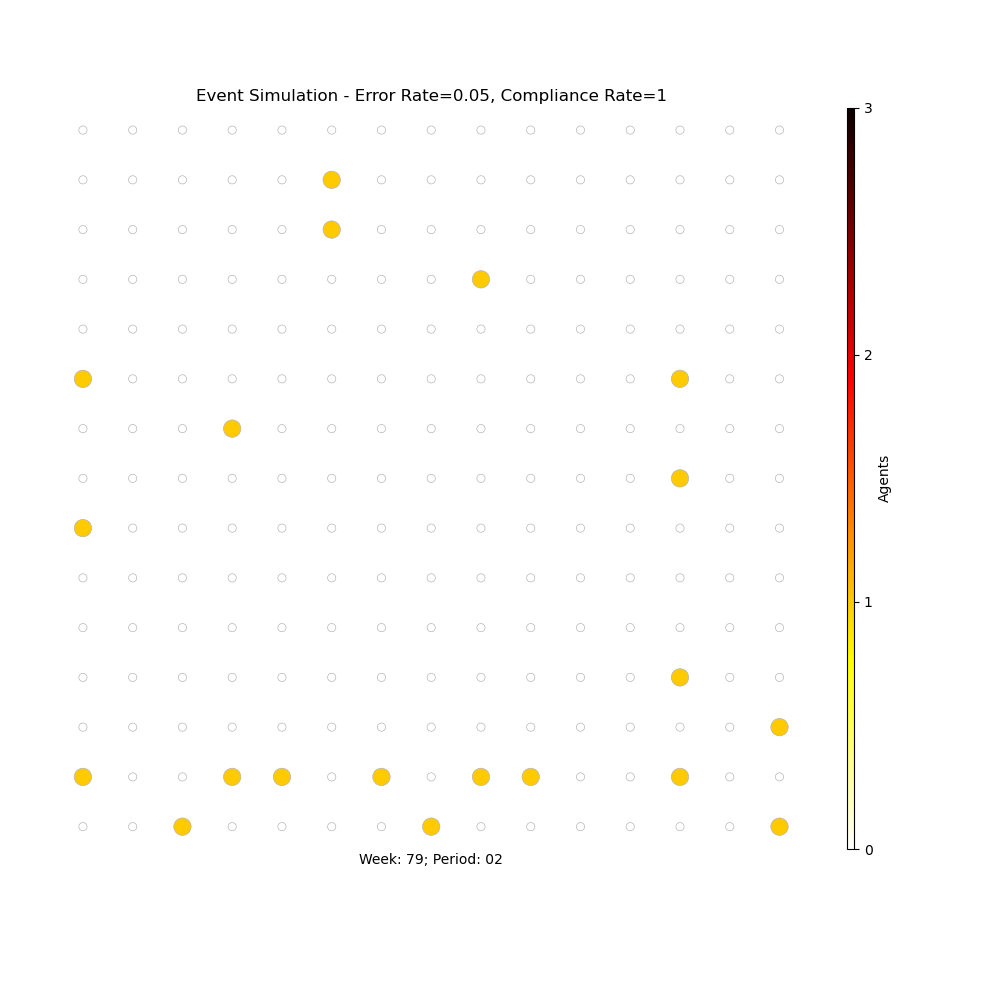 Event Simulation - Error Rate=0.05, Compliance Rate=1
3
2
Agents
1
0
Week: 79; Period: 02